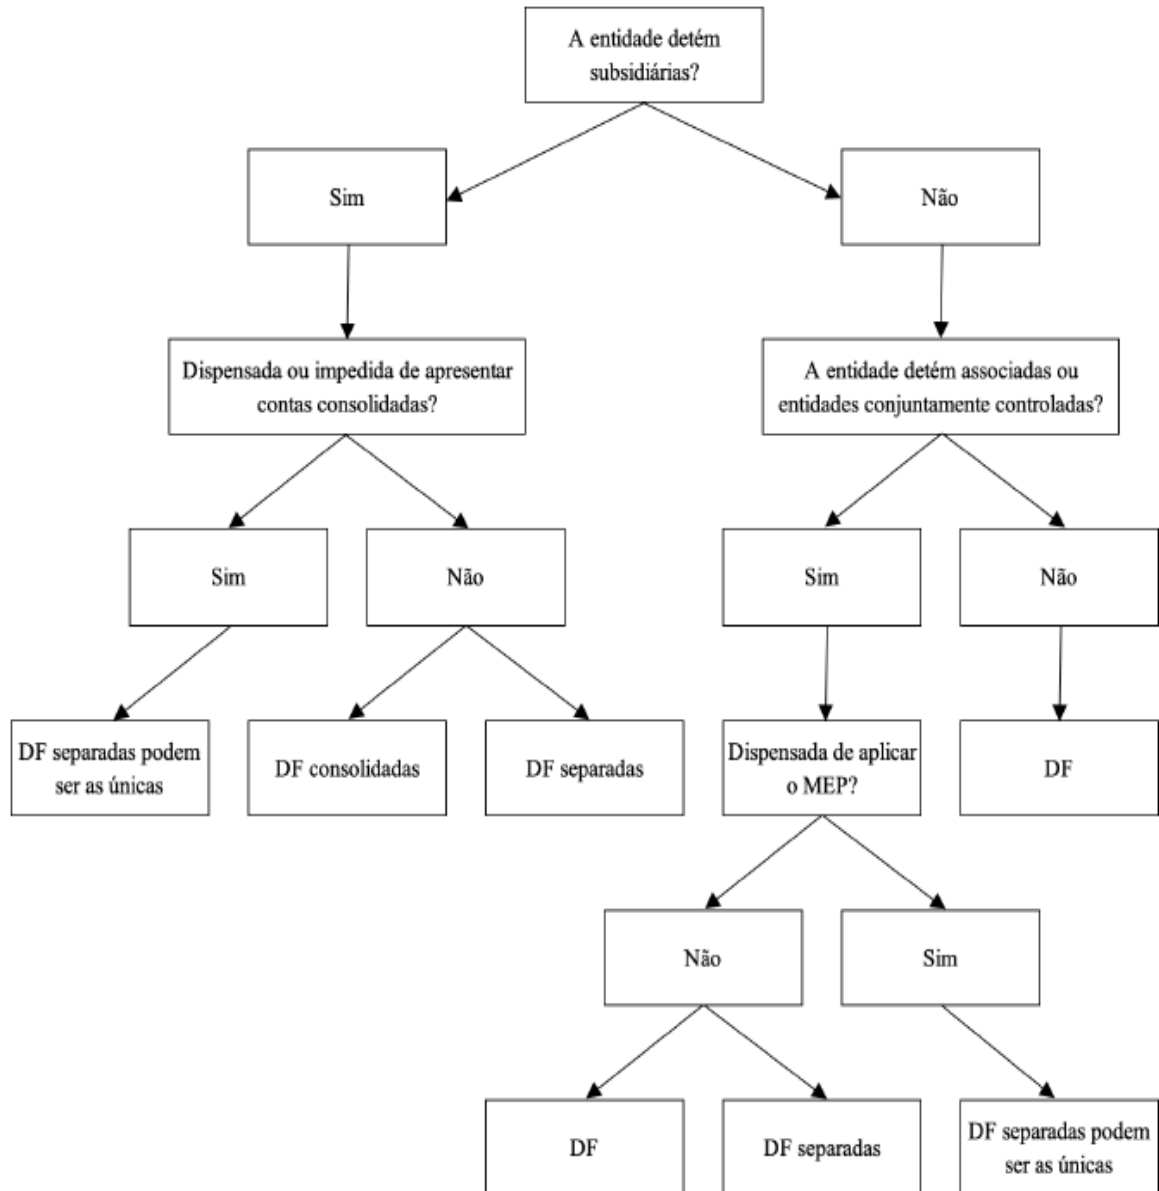 A entidade detém
subsidiárias?
Sim
Não
Dispensada ou impedida de apresentar
contas consolidadas?
A entidade detém associadas ou
entidades conjuntamente controladas?
Sim
Não
Sim
Não
DF separadas podem
ser as únicas
DF consolidadas
DF separadas
Dispensada de aplicar
o MEP?
DF
Não
Sim
DF
DF separadas
DF separadas podem
ser as únicas